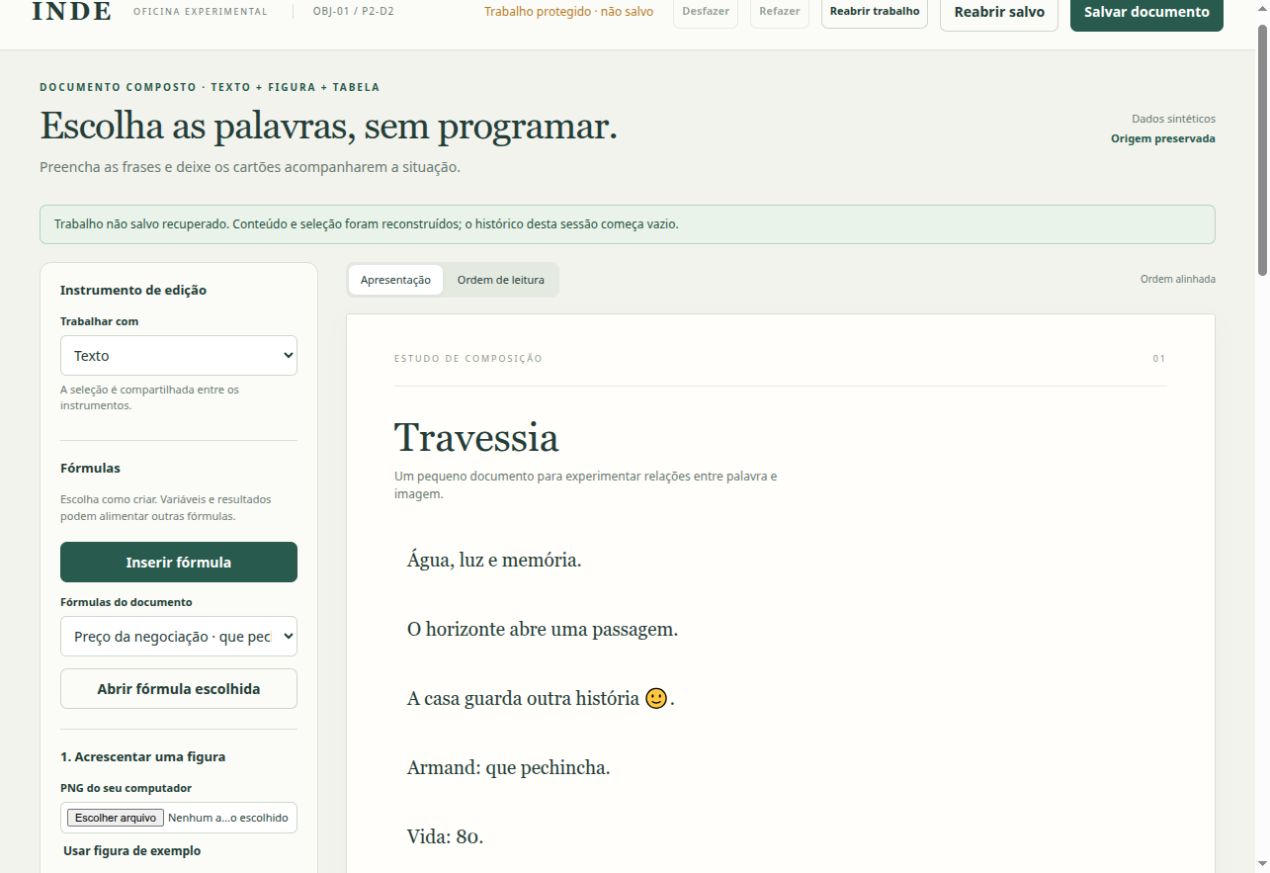 INDE OFICINA EXPERIMENTAL OBJ-01 / P2-D2 Trabalho protegido · não salvo Desfazer Refazer Reabrir trabalho Reabrir salvo Salvar documento
DOCUMENTO COMPOSTO · TEXTO + FIGURA + TABELA
Escolha as palavras, sem programar.
Preencha as frases e deixe os cartões acompanharem a situação.
Dados sintéticos
Origem preservada
Trabalho não salvo recuperado. Conteúdo e seleção foram reconstruídos; o histórico desta sessão começa vazio.
Instrumento de edição
Trabalhar com
Texto
A seleção é compartilhada entre os
instrumentos.
Fórmulas
Escolha como criar. Variáveis e resultados
podem alimentar outras fórmulas.
Inserir fórmula
Fórmulas do documento
Preço da negociação · que pec
Abrir fórmula escolhida
1. Acrescentar uma figura
PNG do seu computador
Escolher arquivo Nenhum a...o escolhido
Usar figura de exemplo
Apresentação Ordem de leitura
Ordem alinhada
ESTUDO DE COMPOSIÇÃO 01
Travessia
Um pequeno documento para experimentar relações entre palavra e
imagem.
Água, luz e memória.
O horizonte abre uma passagem.
A casa guarda outra história 🙂.
Armand: que pechincha.
Vida: 80.